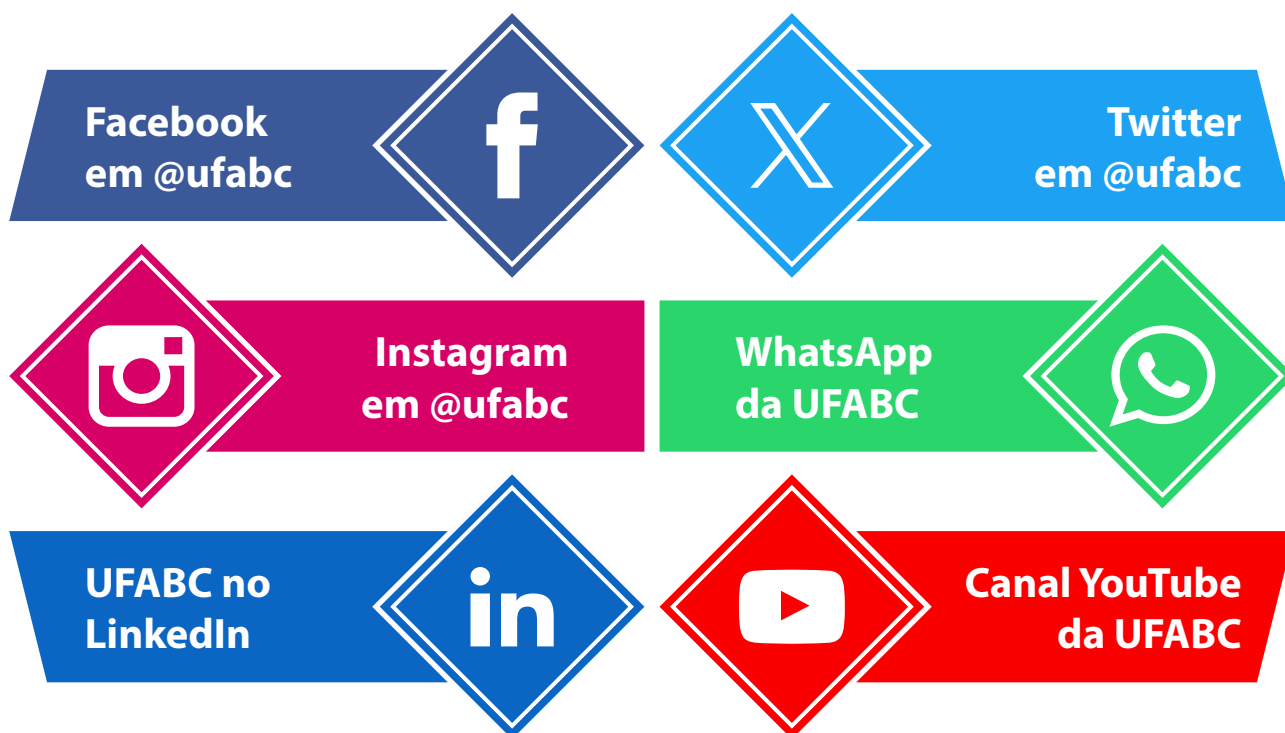 Facebook
em @ufabc
Twitter
em @ufabc
Instagram
em @ufabc
WhatsApp
da UFABC
UFABC no
LinkedIn
in
Canal YouTube
da UFABC